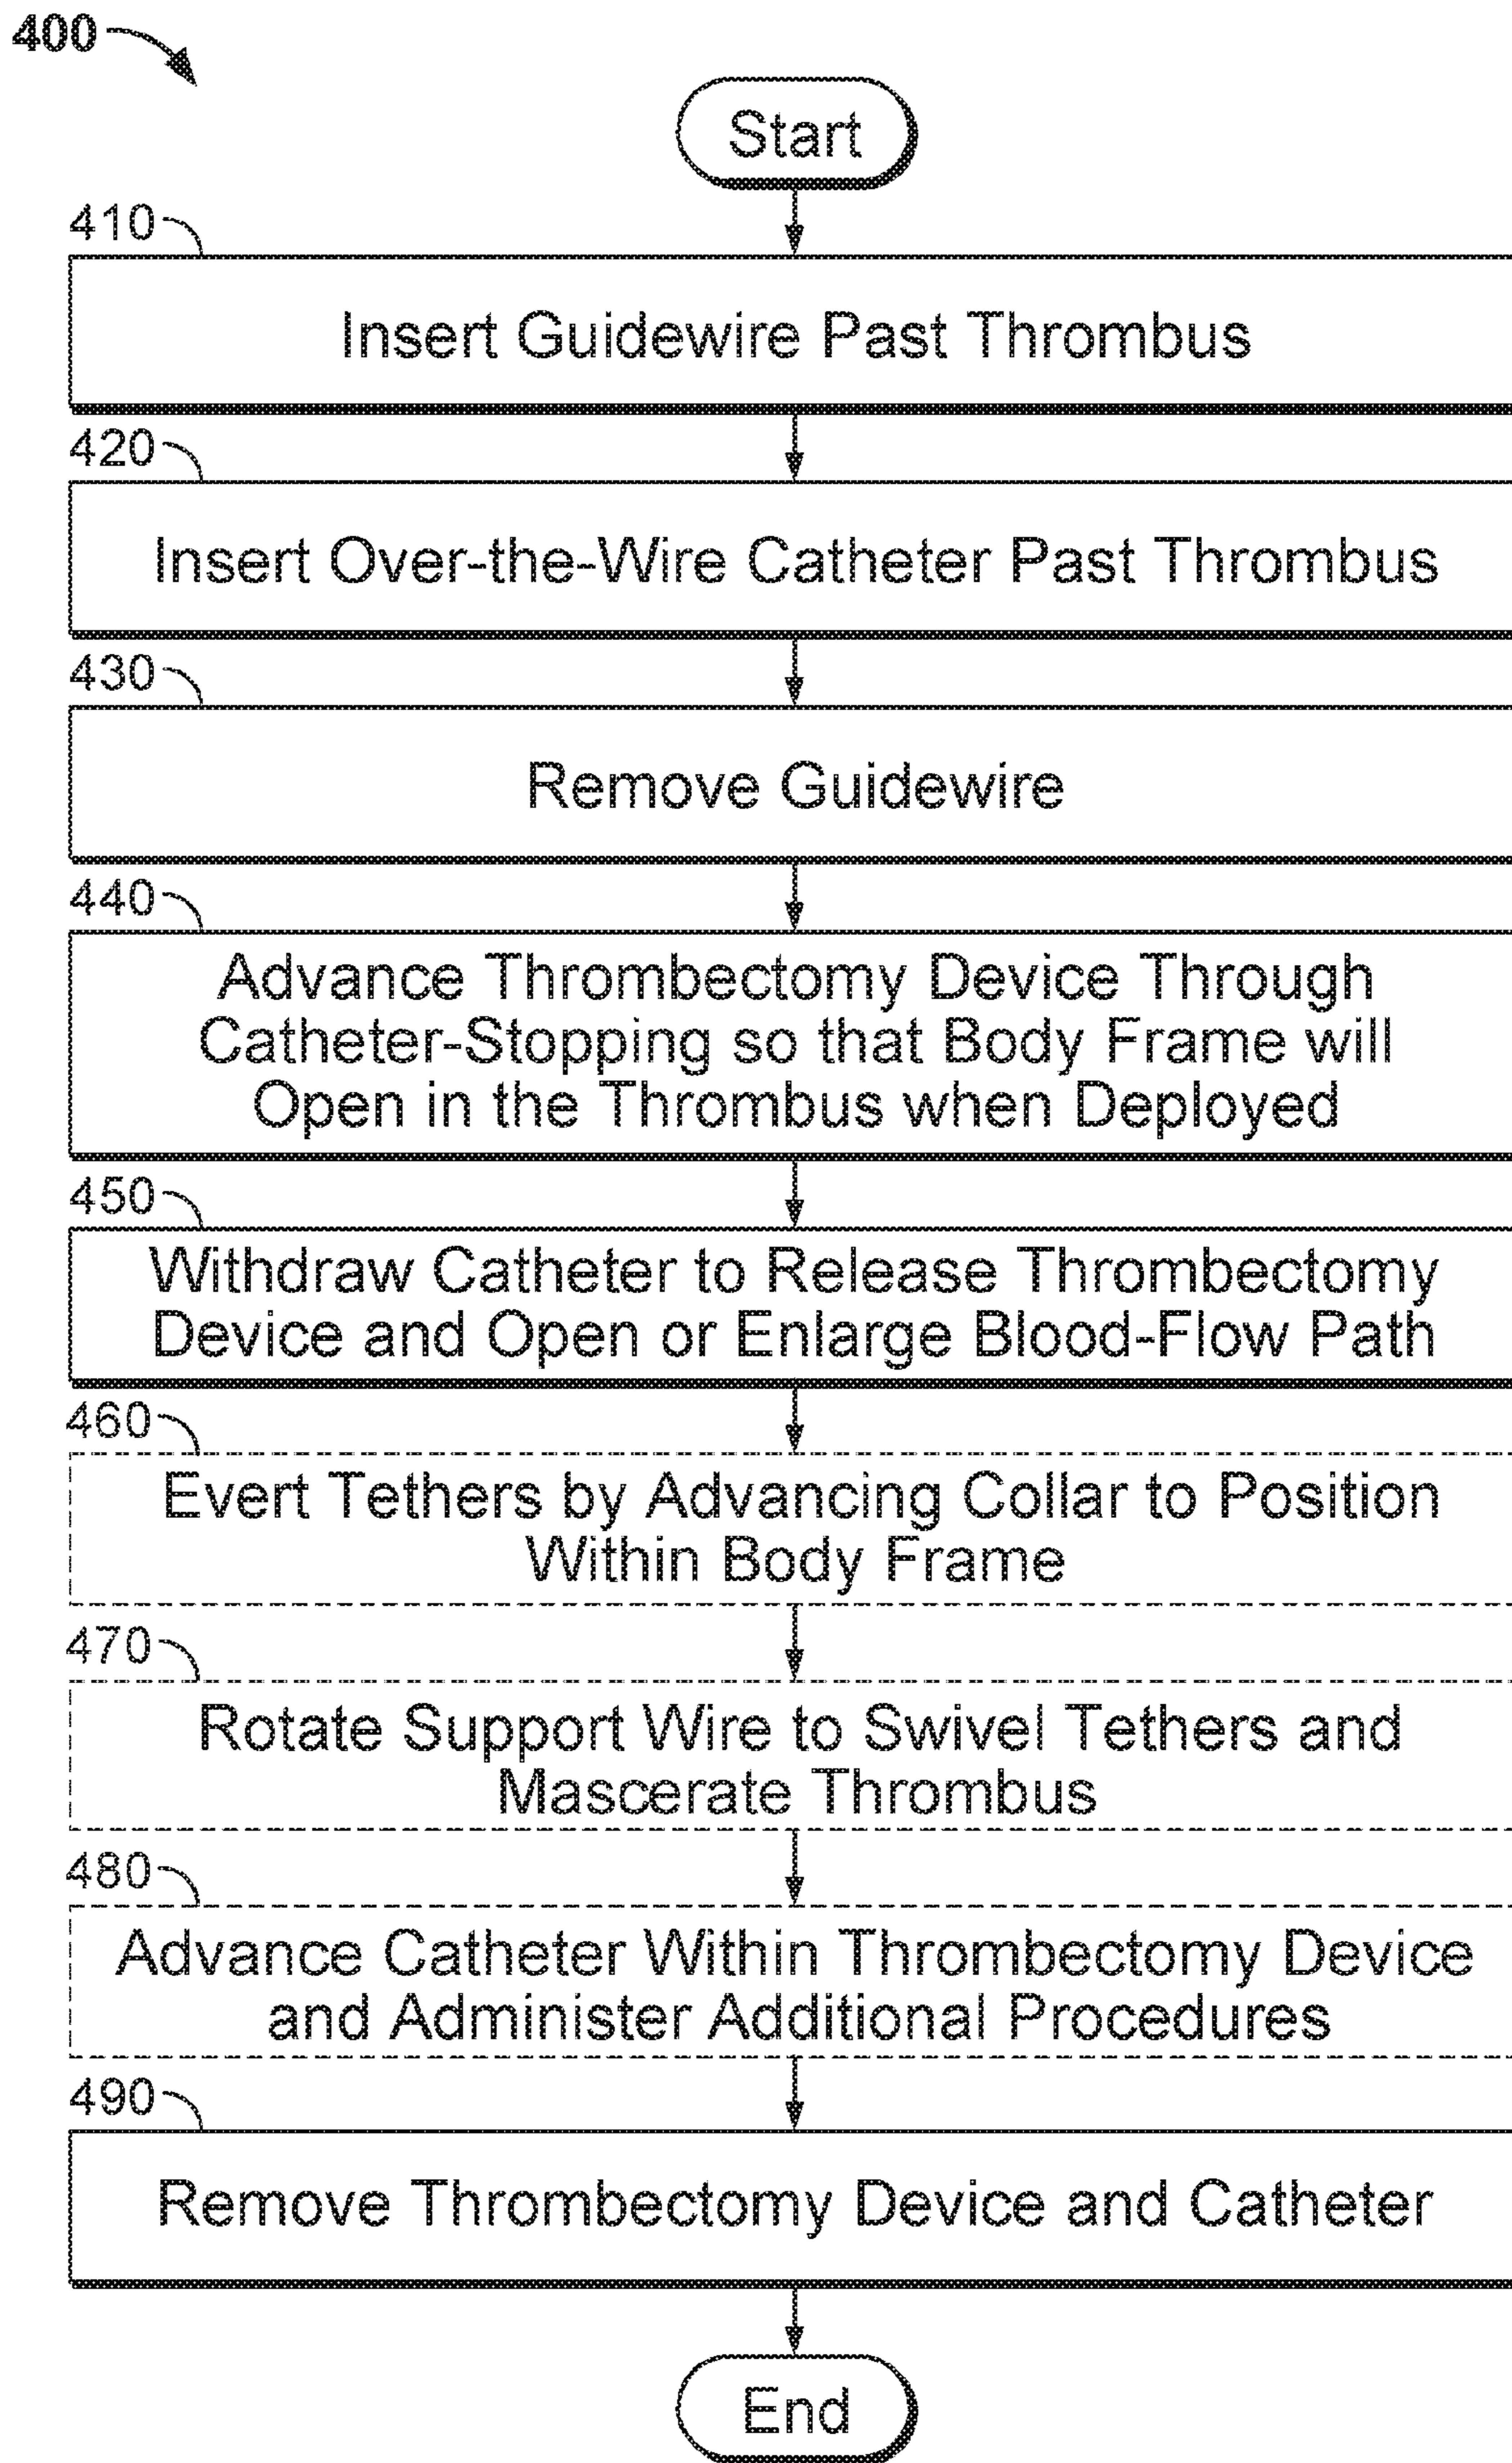 400
Start
410
Insert Guidewire Past Thrombus
420
Insert Over-the-Wire Catheter Past Thrombus
430
Remove Guidewire
440
Advance Thrombectomy Device Through
Catheter-Stopping so that Body Frame will
Open in the Thrombus when Deployed
450
Withdraw Catheter to Release Thrombectomy
Device and Open or Enlarge Blood-Flow Path
460
Evert Tethers by Advancing Collar to Position
Within Body Frame
470
Rotate Support Wire to Swivel Tethers and
Mascerate Thrombus
480
Advance Catheter Within Thrombectomy Device
and Administer Additional Procedures
490
Remove Thrombectomy Device and Catheter
End